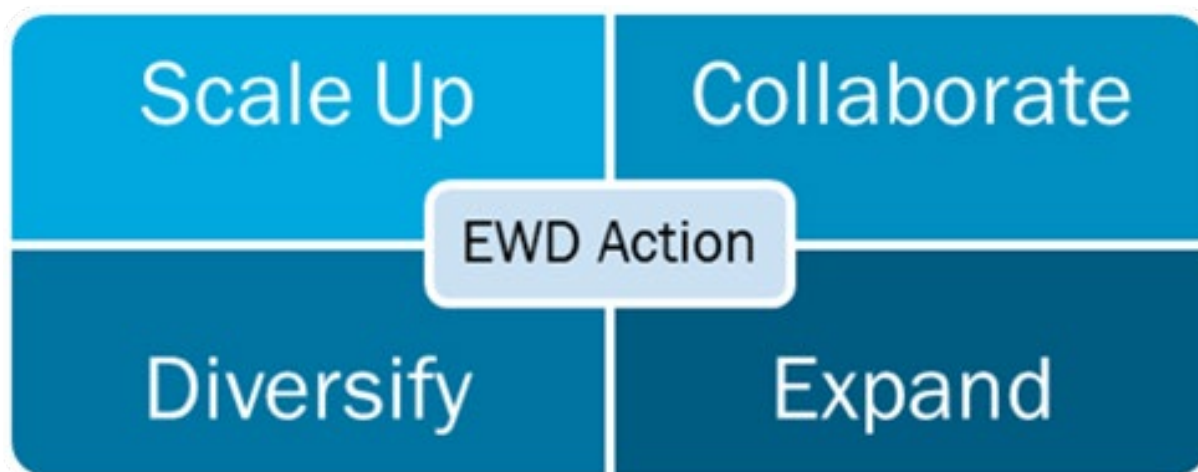 Scale Up
Collaborate
EWD Action
Diversify
Expand